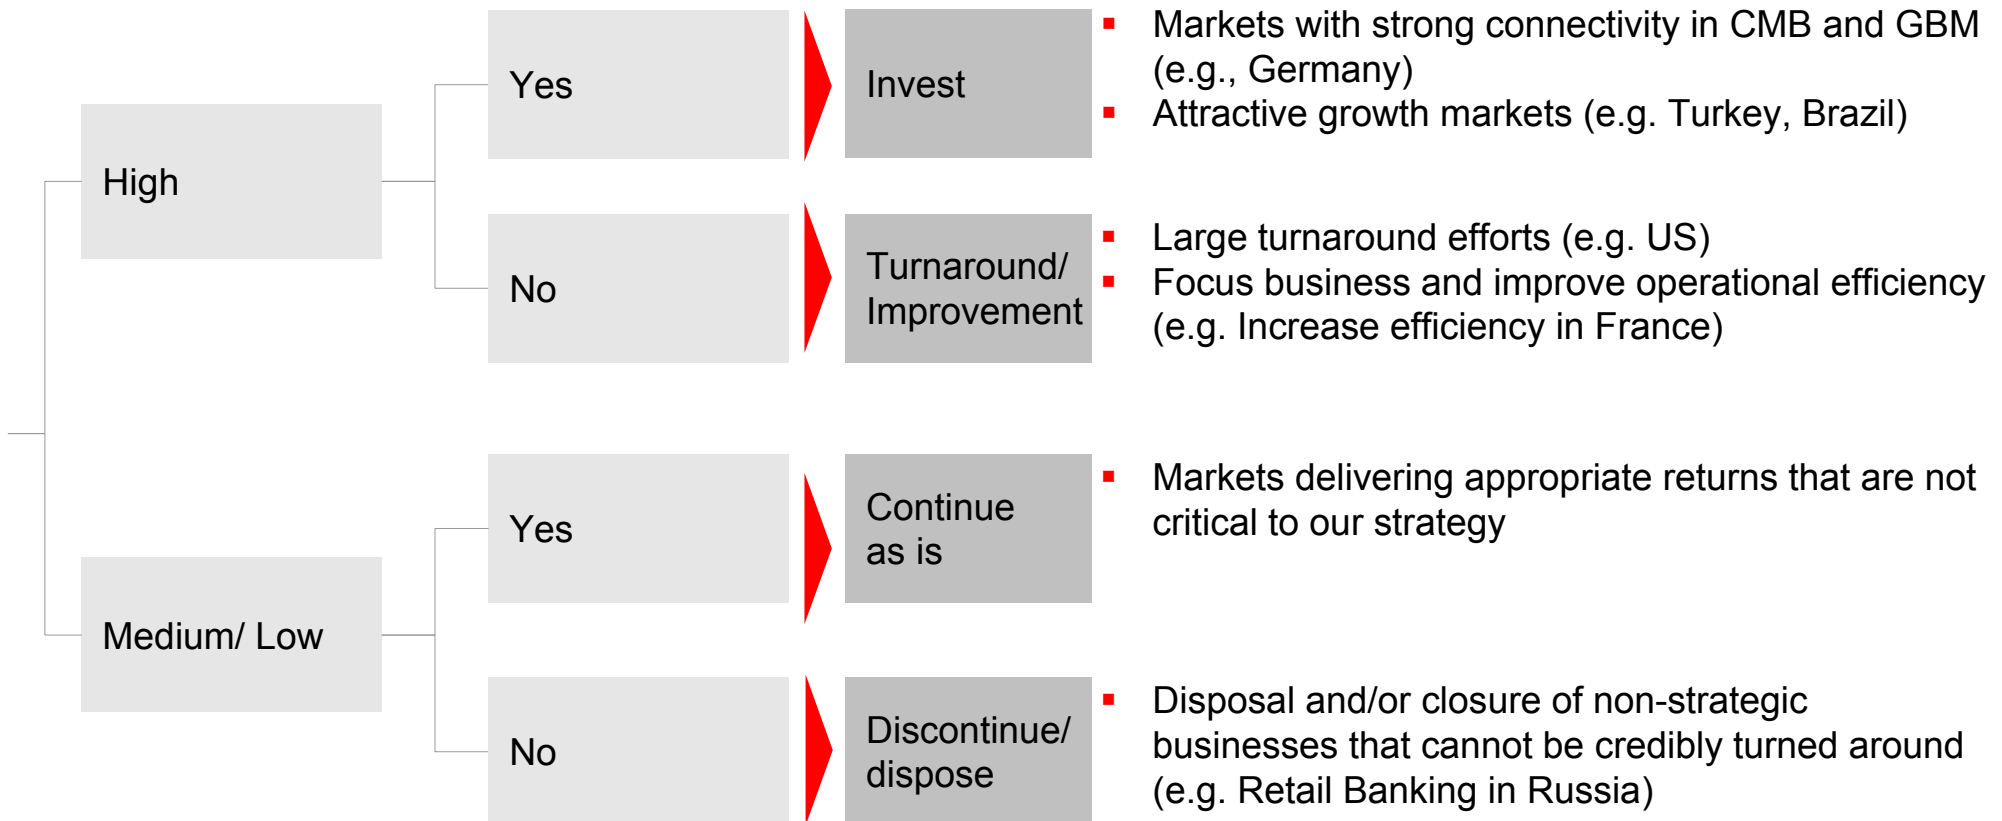 High
Yes
Invest
▪ Markets with strong connectivity in CMB and GBM
(e.g., Germany)
▪ Attractive growth markets (e.g. Turkey, Brazil)
No
Turnaround/
Improvement
▪ Large turnaround efforts (e.g. US)
▪ Focus business and improve operational efficiency
(e.g. Increase efficiency in France)
Medium/ Low
Yes
Continue
as is
▪ Markets delivering appropriate returns that are not
critical to our strategy
No
Discontinue/
dispose
▪ Disposal and/or closure of non-strategic
businesses that cannot be credibly turned around
(e.g. Retail Banking in Russia)